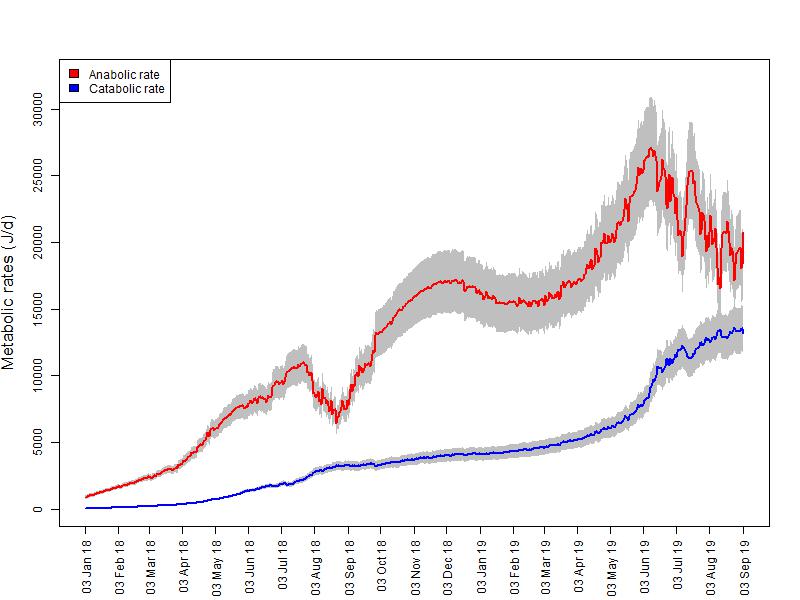 Anabolic rate
Catabolic rate
Metabolic rates (J/d)
30000
25000
20000
15000
10000
5000
0
03 Jan 18
03 Feb 18
03 Mar 18
03 Apr 18
03 May 18
03 Jun 18
03 Jul 18
03 Aug 18
03 Sep 18
03 Oct 18
03 Nov 18
03 Dec 18
03 Jan 19
03 Feb 19
03 Mar 19
03 Apr 19
03 May 19
03 Jun 19
03 Jul 19
03 Aug 19
03 Sep 19